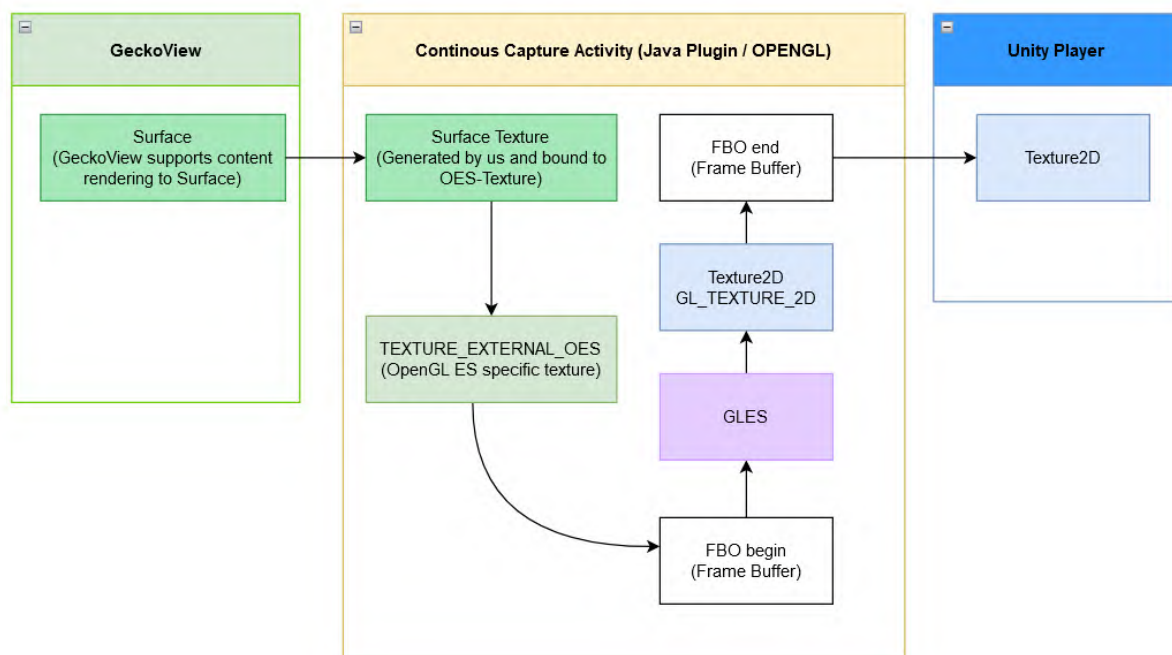 GeckoView
Surface
(GeckoView supports content
rendering to Surface)
Continous Capture Activity (Java Plugin / OPENGL)
Surface Texture
(Generated by us and bound to
OES-Texture)
TEXTURE_EXTERNAL_OES
(OpenGL ES specific texture)
FBO begin
(Frame Buffer)
GLES
Texture2D
GL_TEXTURE_2D
FBO end
(Frame Buffer)
Unity Player
Texture2D